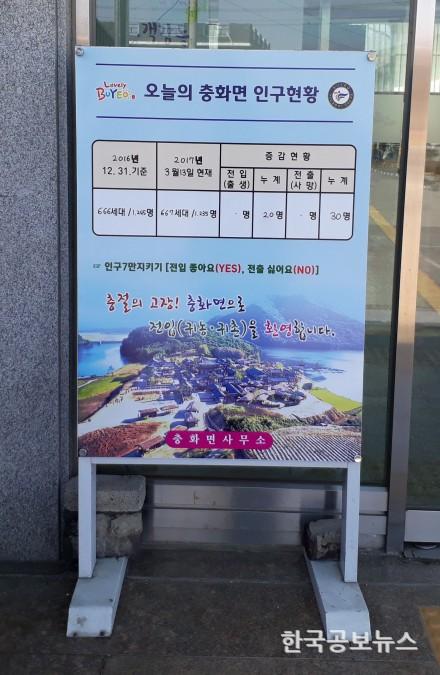 Lovely
BUYEO
오늘의 충화면 인구현황
2016년
12. 31. 기준
2017년
3월13일 현재
증 감 현 황
전 입
(출 생)
누 계
전 출
(사 망)
누 계
666세대 /1,245명
667세대 /1,235명
· 명
20명
· 명
30명
☞ 인구7만지키기 [전입 좋아요(YES), 전출 싫어요(NO)]
충절의 고장! 충화면으로
전입(귀농·귀촌)을 환영합니다.
충화면사무소
한국공보뉴스